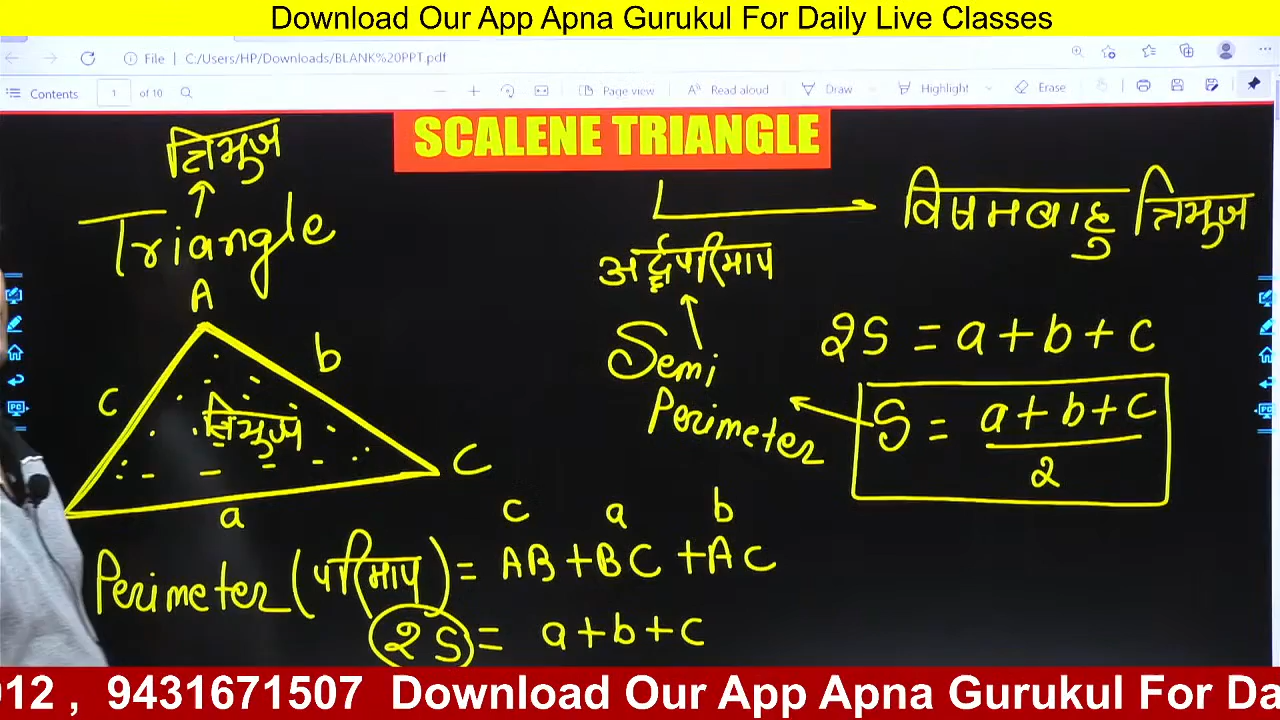 Download Our App Apna Gurukul For Daily Live Classes
File | C:/Users/HP/Downloads/BLANK%20PPT.pdf
Contents 1 of 10 Page view Read aloud Draw Highlight Erase
SCALENE TRIANGLE
त्रिभुज
Triangle
विषमबाहु त्रिभुज
अर्द्धपरिमाप
Semi
Perimeter
2S = a+b+c
S = a+b+c
2
A
b
c
त्रिभुज
C
a
c a b
Perimeter (परिमाप) = AB+BC+AC
2S = a+b+c
912 , 9431671507 Download Our App Apna Gurukul For Da